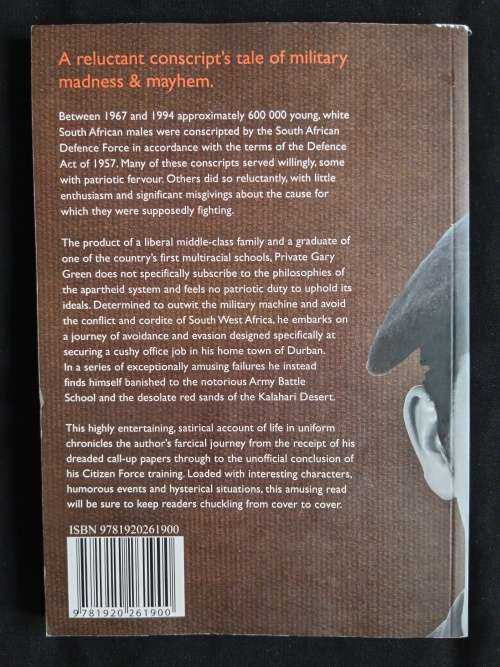 A reluctant conscript's tale of military
madness & mayhem.
Between 1967 and 1994 approximately 600 000 young, white
South African males were conscripted by the South African
Defence Force in accordance with the terms of the Defence
Act of 1957. Many of these conscripts served willingly, some
with patriotic fervour. Others did so reluctantly, with little
enthusiasm and significant misgivings about the cause for
which they were supposedly fighting.
The product of a liberal middle-class family and a graduate of
one of the country's first multiracial schools, Private Gary
Green does not specifically subscribe to the philosophies of
the apartheid system and feels no patriotic duty to uphold its
ideals. Determined to outwit the military machine and avoid
the conflict and cordite of South West Africa, he embarks on
a journey of avoidance and evasion designed specifically at
securing a cushy office job in his home town of Durban.
In a series of exceptionally amusing failures he instead
finds himself banished to the notorious Army Battle
School and the desolate red sands of the Kalahari Desert.
This highly entertaining, satirical account of life in uniform
chronicles the author's farcical journey from the receipt of his
dreaded call-up papers through to the unofficial conclusion of
his Citizen Force training. Loaded with interesting characters,
humorous events and hysterical situations, this amusing read
will be sure to keep readers chuckling from cover to cover.
ISBN 9781920261900
9 781920 261900